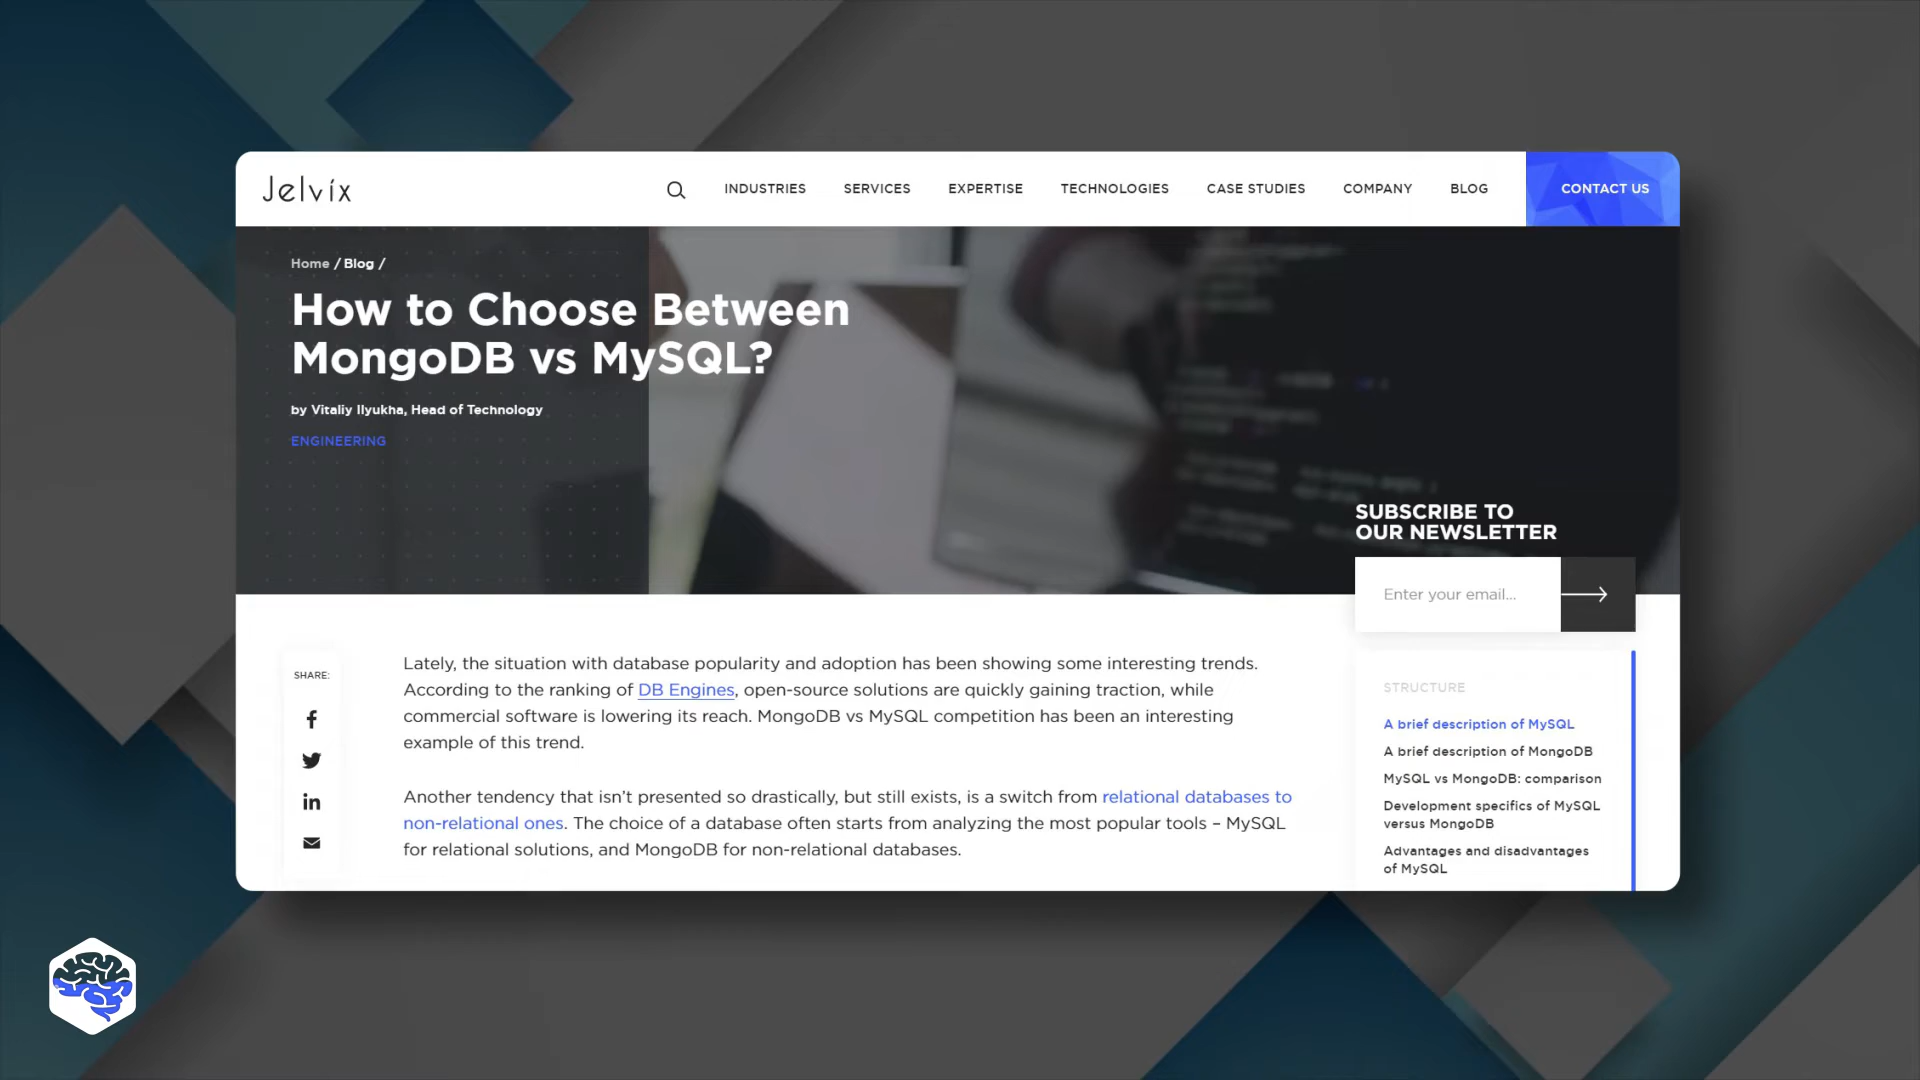 Jelvix
INDUSTRIES
SERVICES
EXPERTISE
TECHNOLOGIES
CASE STUDIES
COMPANY
BLOG
CONTACT US
Home / Blog /
How to Choose Between
MongoDB vs MySQL?
by Vitaliy Ilyukha, Head of Technology
ENGINEERING
SUBSCRIBE TO
OUR NEWSLETTER
Enter your email...
SHARE:
Lately, the situation with database popularity and adoption has been showing some interesting trends.
According to the ranking of DB Engines, open-source solutions are quickly gaining traction, while
commercial software is lowering its reach. MongoDB vs MySQL competition has been an interesting
example of this trend.
Another tendency that isn't presented so drastically, but still exists, is a switch from relational databases to
non-relational ones. The choice of a database often starts from analyzing the most popular tools – MySQL
for relational solutions, and MongoDB for non-relational databases.
STRUCTURE
A brief description of MySQL
A brief description of MongoDB
MySQL vs MongoDB: comparison
Development specifics of MySQL
versus MongoDB
Advantages and disadvantages
of MySQL